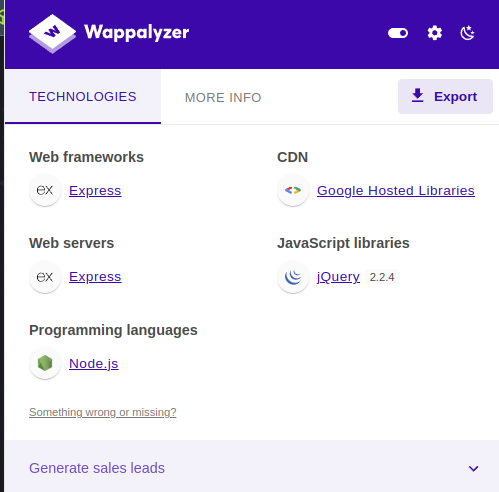 Wappalyzer
TECHNOLOGIES
MORE INFO
Export
Web frameworks
ex
Express
Web servers
ex
Express
Programming languages
Node.js
CDN
Google Hosted Libraries
JavaScript libraries
jQuery 2.2.4
Something wrong or missing?
Generate sales leads